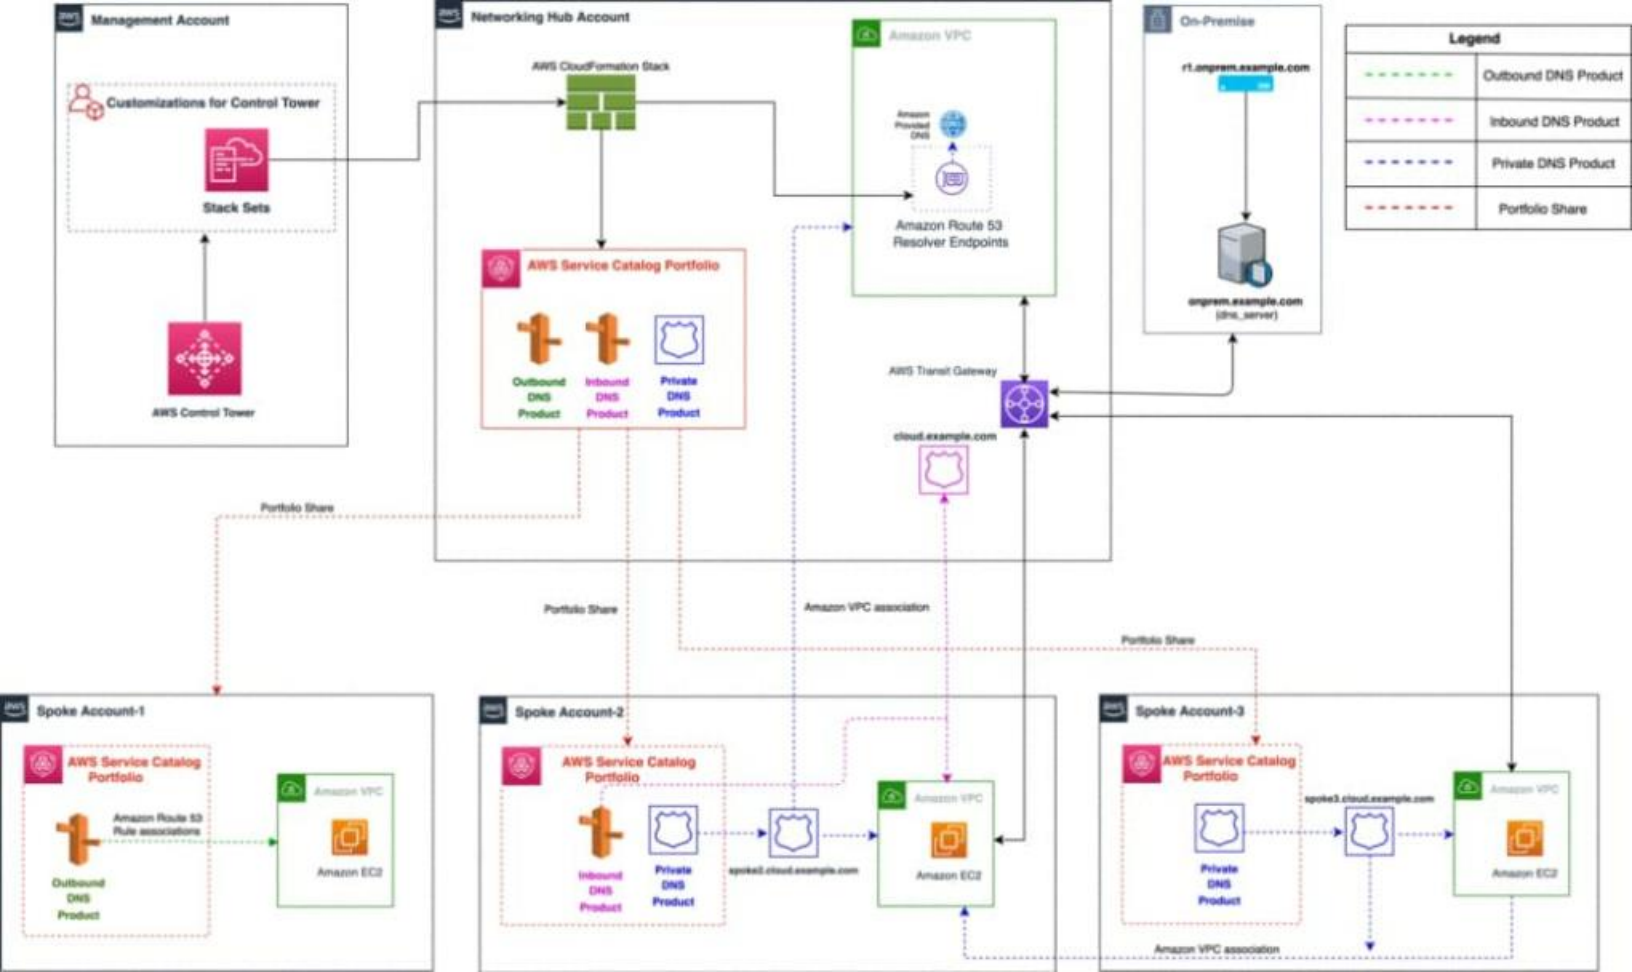 aws
Management Account
Customizations for Control Tower
Stack Sets
AWS Control Tower
aws
Networking Hub Account
AWS CloudFormation Stack
AWS Service Catalog Portfolio
Outbound
DNS
Product
Inbound
DNS
Product
Private
DNS
Product
Amazon VPC
Amazon
Provided
DNS
Amazon Route 53
Resolver Endpoints
AWS Transit Gateway
cloud.example.com
On-Premise
r1.onprem.example.com
onprem.example.com
(dns_server)
Legend
Outbound DNS Product
Inbound DNS Product
Private DNS Product
Portfolio Share
Portfolio Share
Portfolio Share
Amazon VPC association
Portfolio Share
aws
Spoke Account-1
AWS Service Catalog
Portfolio
Amazon Route 53
Rule associations
Outbound
DNS
Product
Amazon VPC
Amazon EC2
aws
Spoke Account-2
AWS Service Catalog
Portfolio
Inbound
DNS
Product
Private
DNS
Product
spoke2.cloud.example.com
Amazon VPC
Amazon EC2
aws
Spoke Account-3
AWS Service Catalog
Portfolio
Private
DNS
Product
spoke3.cloud.example.com
Amazon VPC
Amazon EC2
Amazon VPC association